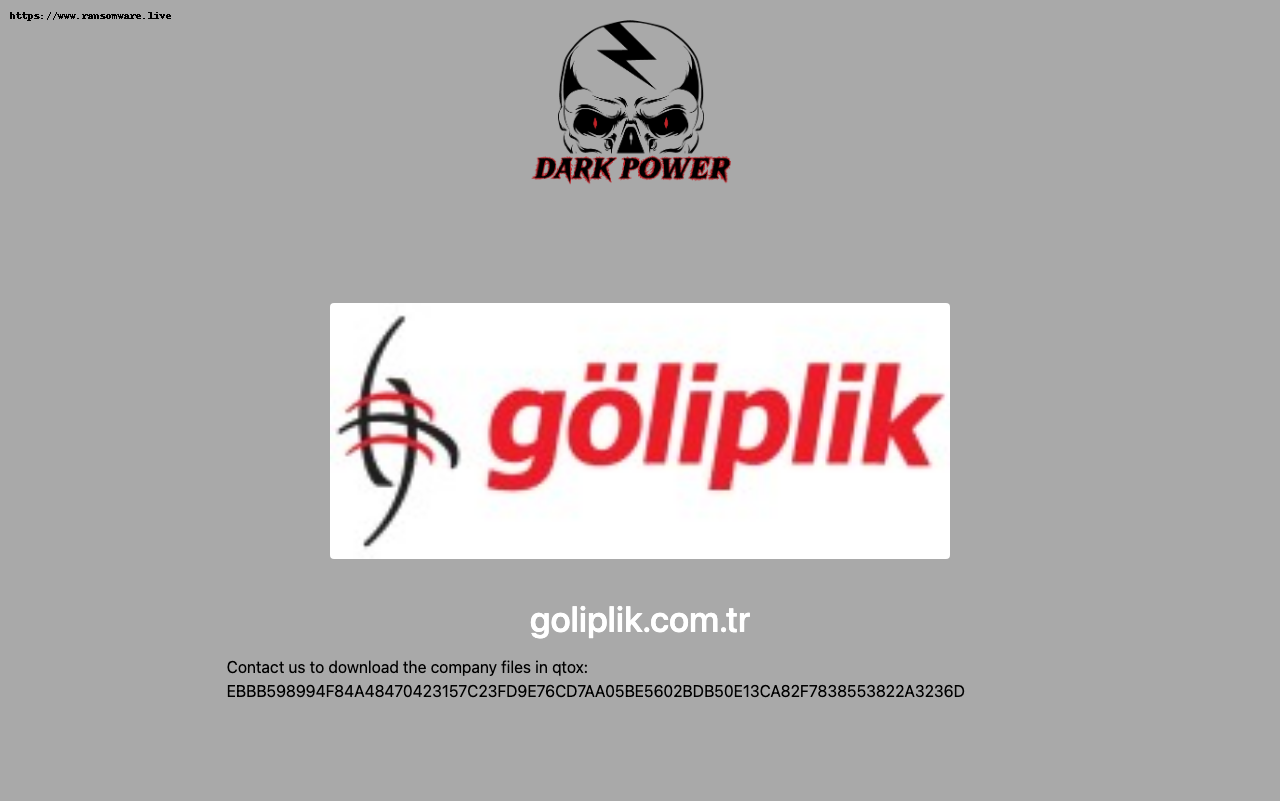 https://www.ransomware.live
DARK POWER
göliplik
goliplik.com.tr
Contact us to download the company files in qtox:
EBBB598994F84A48470423157C23FD9E76CD7AA05BE5602BDB50E13CA82F7838553822A3236D